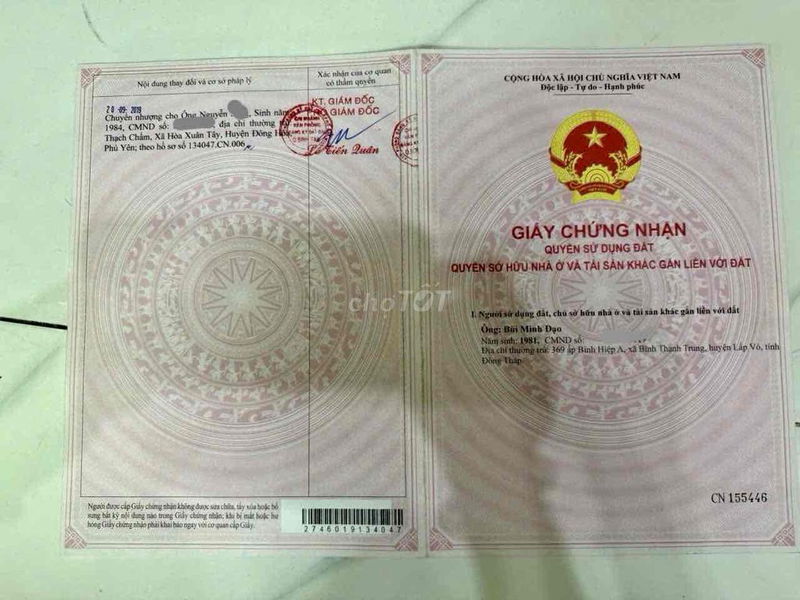 Nội dung thay đổi và cơ sở pháp lý
Xác nhận của cơ quan
có thẩm quyền
20-05-2019
Chuyển nhượng cho Ông Nguyễn Sinh năm
1984, CMND số: địa chỉ thường trú
Thạch Chẩm, Xã Hòa Xuân Tây, Huyện Đông Hòa,
Phú Yên; theo hồ sơ số 134047.CN.006
KT. GIÁM ĐỐC
PHÓ GIÁM ĐỐC
CHI NHÁNH
VĂN PHÒNG
Lê Tiến Quân
Người được cấp Giấy chứng nhận không được sửa chữa, tẩy xóa hoặc bổ
sung bất kỳ nội dung nào trong Giấy chứng nhận; khi bị mất hoặc hư
hỏng Giấy chứng nhận phải khai báo ngay với cơ quan cấp Giấy.
2746019134047
CỘNG HÒA XÃ HỘI CHỦ NGHĨA VIỆT NAM
Độc lập - Tự do - Hạnh phúc
GIẤY CHỨNG NHẬN
QUYỀN SỬ DỤNG ĐẤT
QUYỀN SỞ HỮU NHÀ Ở VÀ TÀI SẢN KHÁC GẮN LIỀN VỚI ĐẤT
choTỐT
I. Người sử dụng đất, chủ sở hữu nhà ở và tài sản khác gắn liền với đất
Ông: Bùi Minh Đạo
Năm sinh: 1981, CMND số:
Địa chỉ thường trú: 369 ấp Bình Hiệp A, xã Bình Thạnh Trung, huyện Lấp Vò, tỉnh
Đồng Tháp
CN 155446